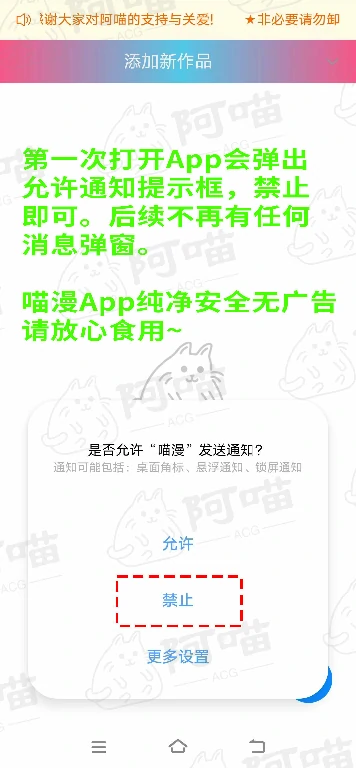 谢大家对阿喵的支持与关爱！ ★非必要请勿卸
添加新作品
第一次打开App会弹出
允许通知提示框，禁止
即可。后续不再有任何
消息弹窗。
喵漫App纯净安全无广告
请放心食用~
是否允许“喵漫”发送通知？
通知可能包括：桌面角标、悬浮通知、锁屏通知
允许
禁止
更多设置
阿喵
ACG